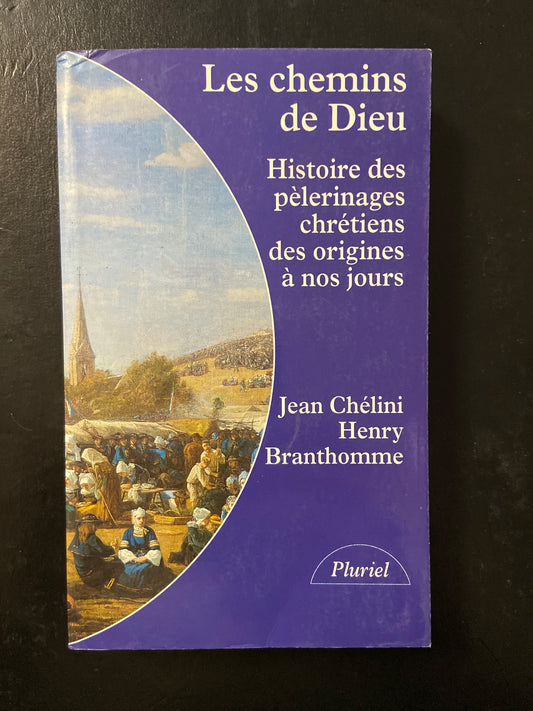 Les chemins
de Dieu
Histoire des
pèlerinages
chrétiens
des origines
à nos jours
Jean Chélini
Henry
Branthomme
Pluriel